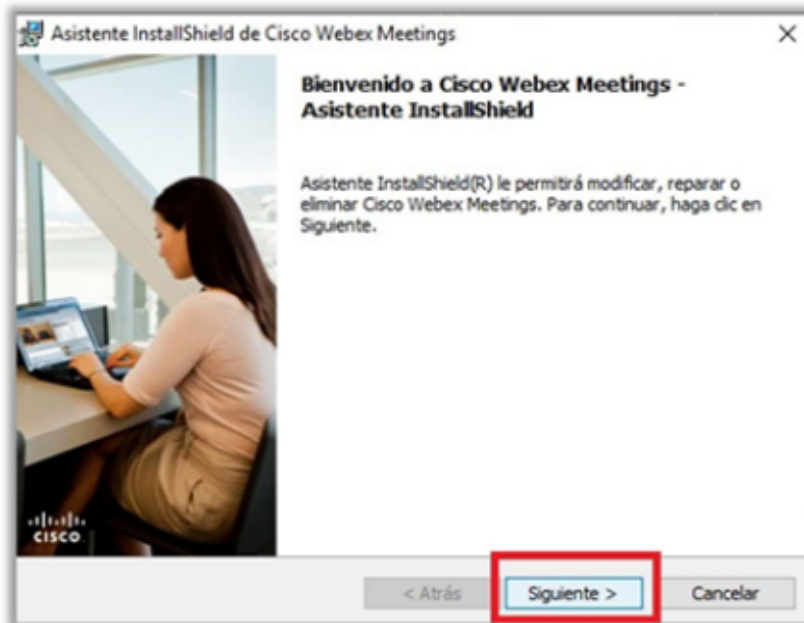 Asistente InstallShield de Cisco Webex Meetings
Bienvenido a Cisco Webex Meetings -
Asistente InstallShield
Asistente InstallShield(R) le permitirá modificar, reparar o
eliminar Cisco Webex Meetings. Para continuar, haga clic en
Siguiente.
CISCO
< Atrás
Siguiente >
Cancelar